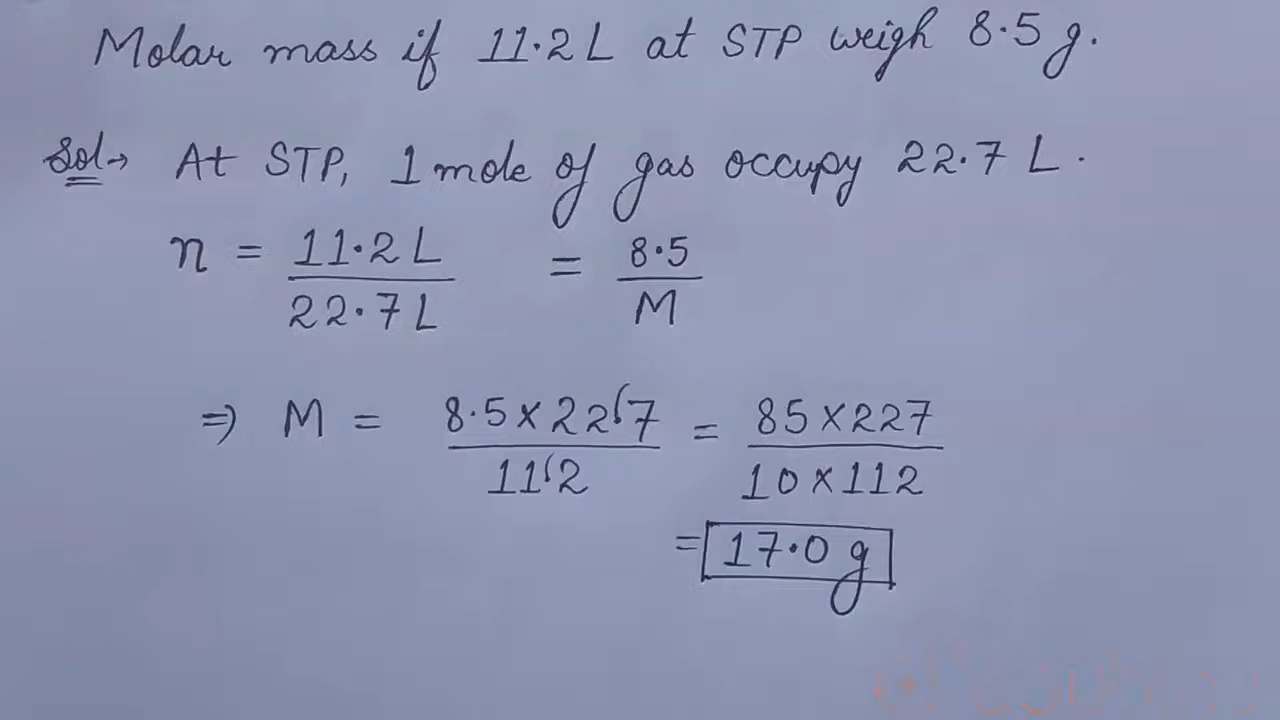 Molar mass if 11.2 L at STP weigh 8.5 g.
Sol→ At STP, 1 mole of gas occupy 22.7 L.
n = 11.2 L / 22.7 L = 8.5 / M
⇒ M = 8.5 × 22.7 / 11.2 = 85 × 227 / 10 × 112
= 17.0 g